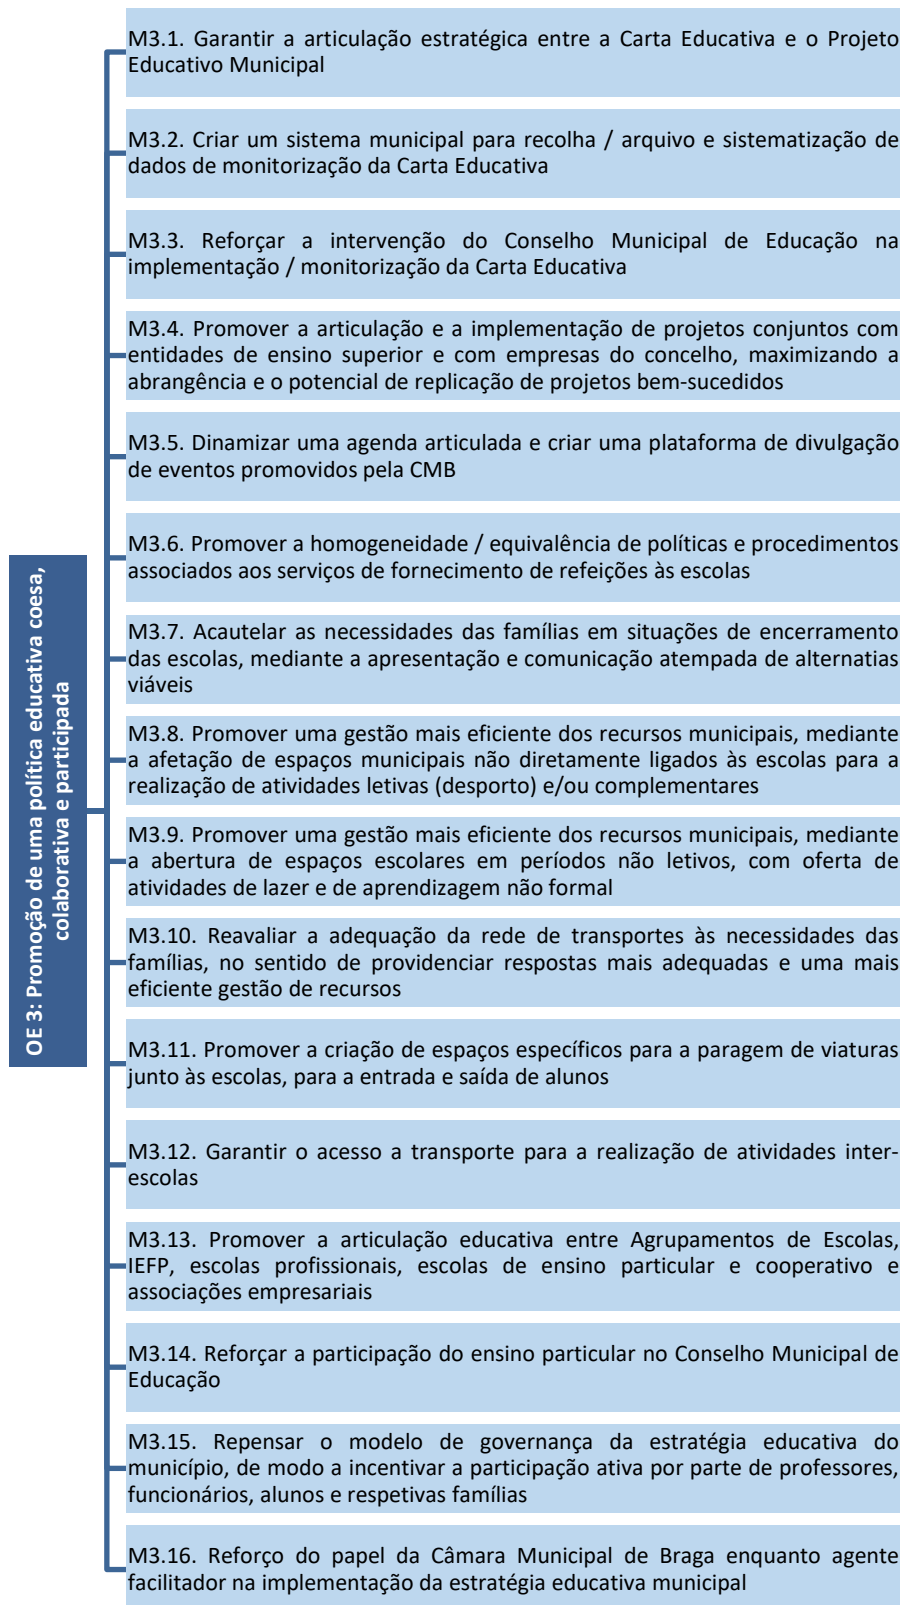 OE 3: Promoção de uma política educativa coesa,
colaborativa e participada
M3.1. Garantir a articulação estratégica entre a Carta Educativa e o Projeto
Educativo Municipal
M3.2. Criar um sistema municipal para recolha / arquivo e sistematização de
dados de monitorização da Carta Educativa
M3.3. Reforçar a intervenção do Conselho Municipal de Educação na
implementação / monitorização da Carta Educativa
M3.4. Promover a articulação e a implementação de projetos conjuntos com
entidades de ensino superior e com empresas do concelho, maximizando a
abrangência e o potencial de replicação de projetos bem-sucedidos
M3.5. Dinamizar uma agenda articulada e criar uma plataforma de divulgação
de eventos promovidos pela CMB
M3.6. Promover a homogeneidade / equivalência de políticas e procedimentos
associados aos serviços de fornecimento de refeições às escolas
M3.7. Acautelar as necessidades das famílias em situações de encerramento
das escolas, mediante a apresentação e comunicação atempada de alternatias
viáveis
M3.8. Promover uma gestão mais eficiente dos recursos municipais, mediante
a afetação de espaços municipais não diretamente ligados às escolas para a
realização de atividades letivas (desporto) e/ou complementares
M3.9. Promover uma gestão mais eficiente dos recursos municipais, mediante
a abertura de espaços escolares em períodos não letivos, com oferta de
atividades de lazer e de aprendizagem não formal
M3.10. Reavaliar a adequação da rede de transportes às necessidades das
famílias, no sentido de providenciar respostas mais adequadas e uma mais
eficiente gestão de recursos
M3.11. Promover a criação de espaços específicos para a paragem de viaturas
junto às escolas, para a entrada e saída de alunos
M3.12. Garantir o acesso a transporte para a realização de atividades inter-
escolas
M3.13. Promover a articulação educativa entre Agrupamentos de Escolas,
IEFP, escolas profissionais, escolas de ensino particular e cooperativo e
associações empresariais
M3.14. Reforçar a participação do ensino particular no Conselho Municipal de
Educação
M3.15. Repensar o modelo de governança da estratégia educativa do
município, de modo a incentivar a participação ativa por parte de professores,
funcionários, alunos e respetivas famílias
M3.16. Reforço do papel da Câmara Municipal de Braga enquanto agente
facilitador na implementação da estratégia educativa municipal